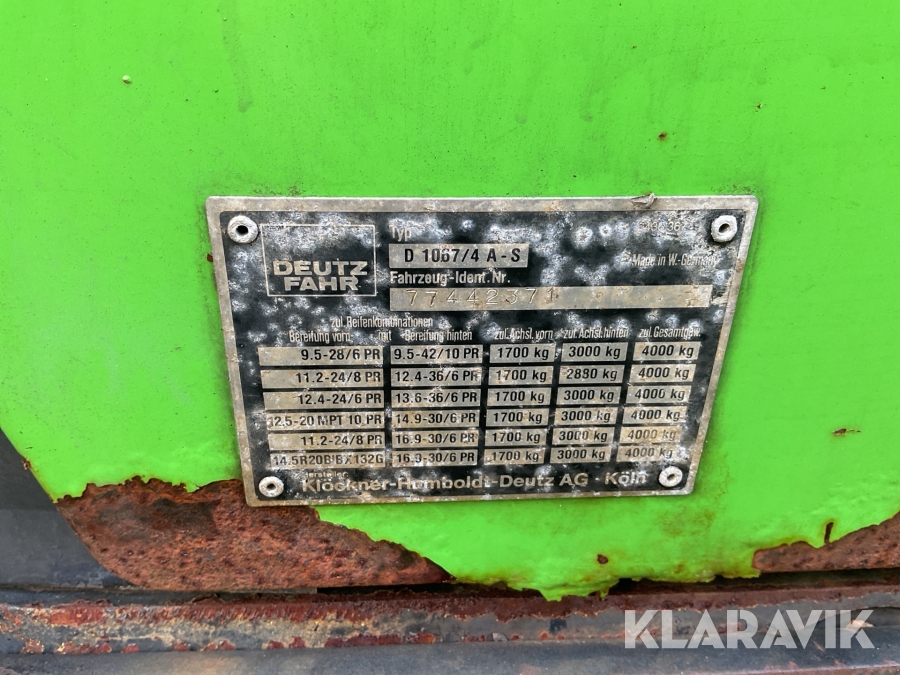 DEUTZ
FAHR
Typ
D 1067/4 A-S
Made in W.-Germany
Fahrzeug-Ident. Nr.
77442371
zul. Reifenkombinationen
Bereifung vorn mit Bereifung hinten zul. Achsl. vorn zul. Achsl. hinten zul. Gesamtgew.
9.5-28/6 PR 9.5-42/10 PR 1700 kg 3000 kg 4000 kg
11.2-24/8 PR 12.4-36/6 PR 1700 kg 2880 kg 4000 kg
12.4-24/6 PR 13.6-36/6 PR 1700 kg 3000 kg 4000 kg
12.5-20 MPT 10 PR 14.9-30/6 PR 1700 kg 3000 kg 4000 kg
11.2-24/8 PR 16.9-30/6 PR 1700 kg 3000 kg 4000 kg
14.5R20 132G 16.9-30/6 PR 1700 kg 3000 kg 4000 kg
Hersteller:
Klöckner-Humboldt-Deutz AG · Köln
KLARAVIK